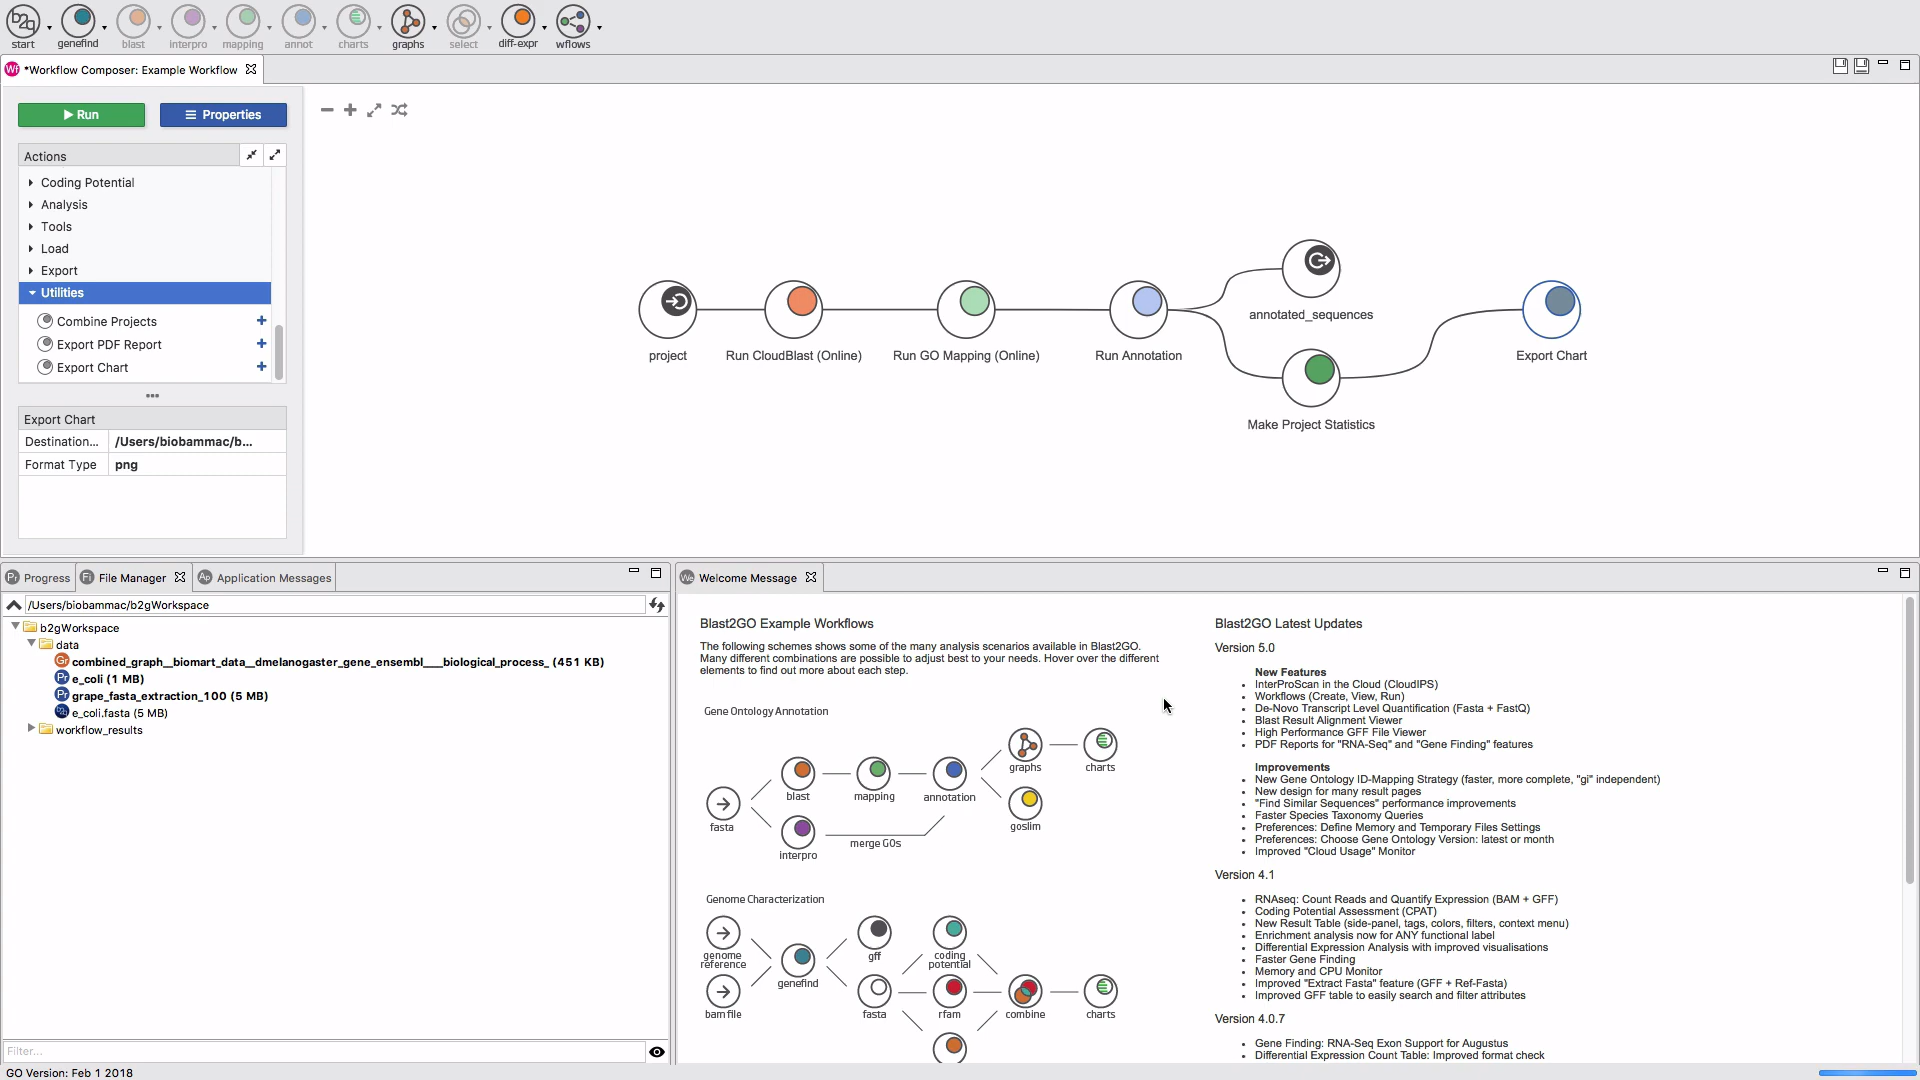 start
genefind
blast
interpro
mapping
annot
charts
graphs
select
diff-expr
wflows
Wf *Workflow Composer: Example Workflow
Run
Properties
Actions
Coding Potential
Analysis
Tools
Load
Export
Utilities
Combine Projects
Export PDF Report
Export Chart
Export Chart
Destination... /Users/biobammac/b...
Format Type png
project
Run CloudBlast (Online)
Run GO Mapping (Online)
Run Annotation
annotated_sequences
Make Project Statistics
Export Chart
Pr Progress
Fi File Manager
Ap Application Messages
/Users/biobammac/b2gWorkspace
b2gWorkspace
data
combined_graph__biomart_data__dmelanogaster_gene_ensembl___biological_process_ (451 KB)
e_coli (1 MB)
grape_fasta_extraction_100 (5 MB)
e_coli.fasta (5 MB)
workflow_results
Filter...
GO Version: Feb 1 2018
We Welcome Message
Blast2GO Example Workflows
The following schemes shows some of the many analysis scenarios available in Blast2GO.
Many different combinations are possible to adjust best to your needs. Hover over the different
elements to find out more about each step.
Gene Ontology Annotation
fasta
blast
mapping
annotation
graphs
charts
goslim
interpro
merge GOs
Genome Characterization
genome
reference
bam file
genefind
gff
fasta
coding
potential
rfam
combine
charts
Blast2GO Latest Updates
Version 5.0
New Features
InterProScan in the Cloud (CloudIPS)
Workflows (Create, View, Run)
De-Novo Transcript Level Quantification (Fasta + FastQ)
Blast Result Alignment Viewer
High Performance GFF File Viewer
PDF Reports for "RNA-Seq" and "Gene Finding" features
Improvements
New Gene Ontology ID-Mapping Strategy (faster, more complete, "gi" independent)
New design for many result pages
"Find Similar Sequences" performance improvements
Faster Species Taxonomy Queries
Preferences: Define Memory and Temporary Files Settings
Preferences: Choose Gene Ontology Version: latest or month
Improved "Cloud Usage" Monitor
Version 4.1
RNAseq: Count Reads and Quantify Expression (BAM + GFF)
Coding Potential Assessment (CPAT)
New Result Table (side-panel, tags, colors, filters, context menu)
Enrichment analysis now for ANY functional label
Differential Expression Analysis with improved visualisations
Faster Gene Finding
Memory and CPU Monitor
Improved "Extract Fasta" feature (GFF + Ref-Fasta)
Improved GFF table to easily search and filter attributes
Version 4.0.7
Gene Finding: RNA-Seq Exon Support for Augustus
Differential Expression Count Table: Improved format check